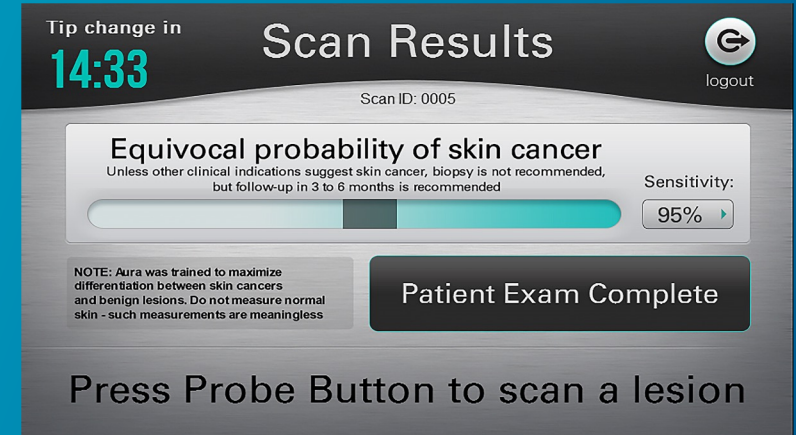 Tip change in
14:33
Scan Results
logout
Scan ID: 0005
Equivocal probability of skin cancer
Unless other clinical indications suggest skin cancer, biopsy is not recommended,
but follow-up in 3 to 6 months is recommended
Sensitivity:
95%
NOTE: Aura was trained to maximize
differentiation between skin cancers
and benign lesions. Do not measure normal
skin - such measurements are meaningless
Patient Exam Complete
Press Probe Button to scan a lesion